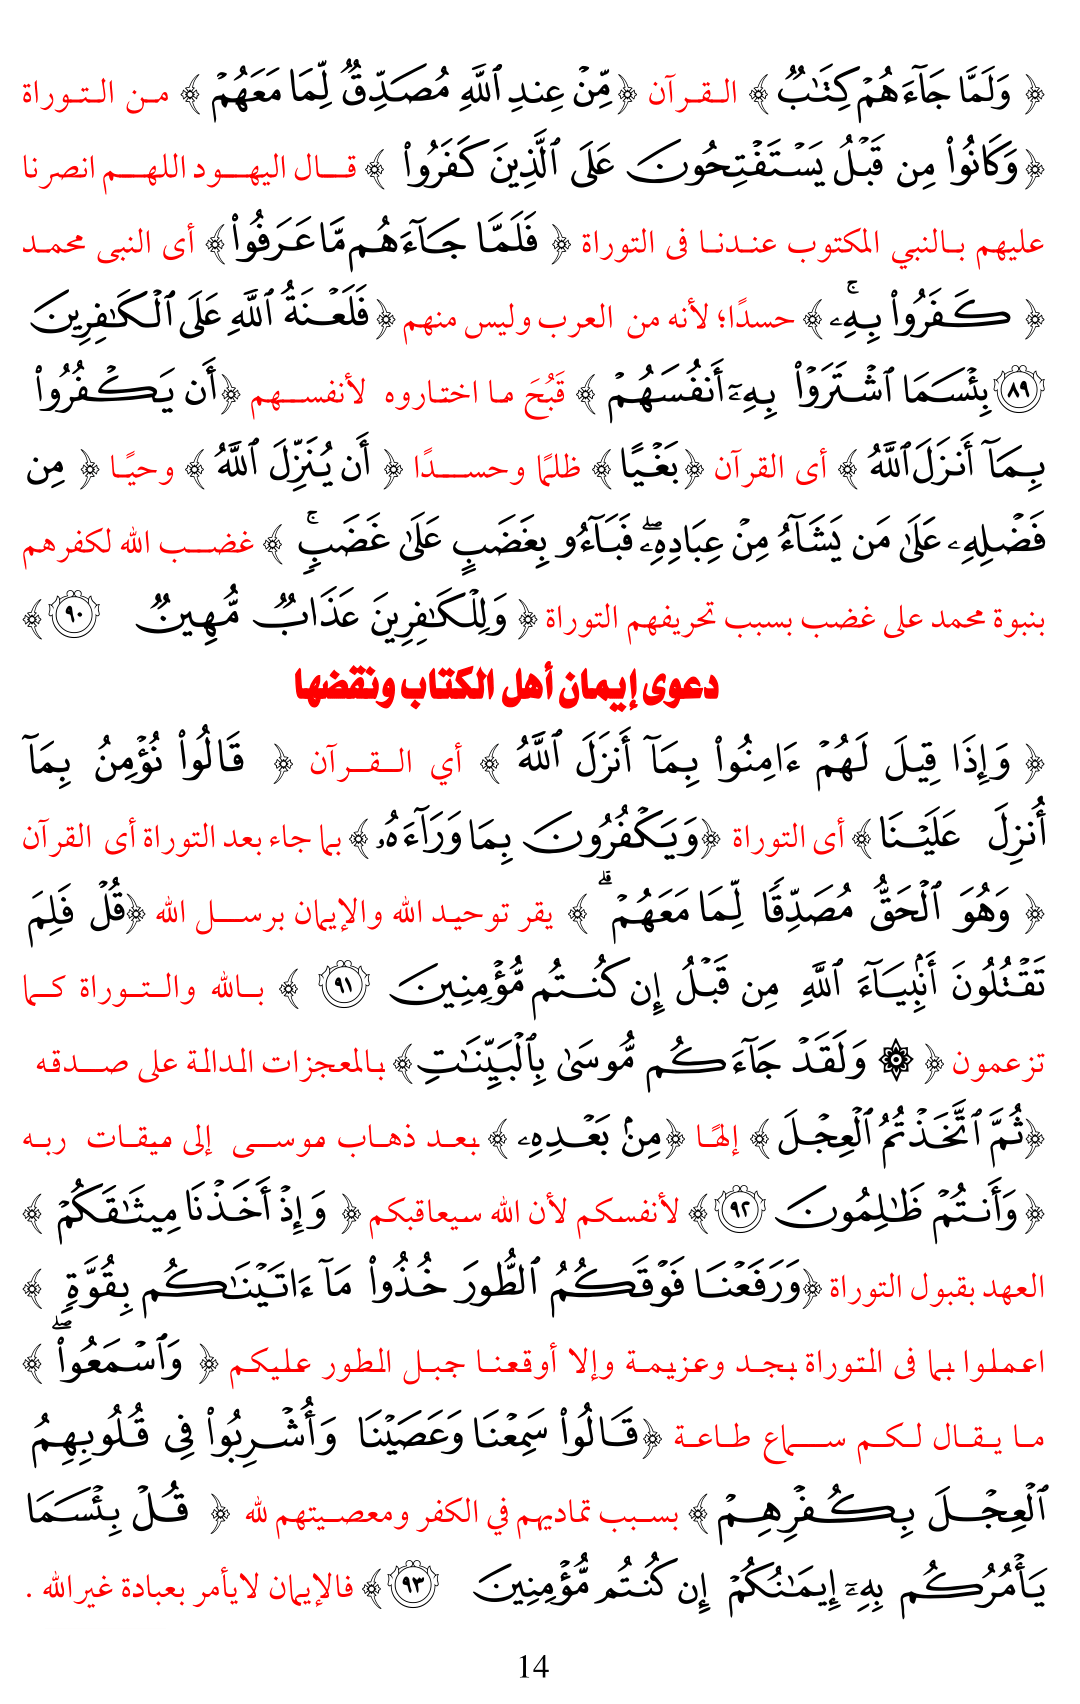 ﴿ وَلَمَّا جَآءَهُمْ كِتَٰبٌ ﴾ القرآن ﴿ مِّنْ عِندِ ٱللَّهِ مُصَدِّقٌ لِّمَا مَعَهُمْ ﴾ من التوراة
﴿ وَكَانُوا۟ مِن قَبْلُ يَسْتَفْتِحُونَ عَلَى ٱلَّذِينَ كَفَرُوا۟ ﴾ قال اليهود اللهم انصرنا
عليهم بالنبي المكتوب عندنا فى التوراة ﴿ فَلَمَّا جَآءَهُم مَّا عَرَفُوا۟ ﴾ أى النبى محمد
﴿ كَفَرُوا۟ بِهِۦۚ ﴾ حسدًا؛ لأنه من العرب وليس منهم ﴿ فَلَعْنَةُ ٱللَّهِ عَلَى ٱلْكَٰفِرِينَ
٨٩ بِئْسَمَا ٱشْتَرَوْا۟ بِهِۦٓ أَنفُسَهُمْ ﴾ قَبُحَ ما اختاروه لأنفسهم ﴿ أَن يَكْفُرُوا۟
بِمَآ أَنزَلَ ٱللَّهُ ﴾ أى القرآن ﴿ بَغْيًا ﴾ ظلمًا وحسدًا ﴿ أَن يُنَزِّلَ ٱللَّهُ ﴾ وحيًا ﴿ مِن
فَضْلِهِۦ عَلَىٰ مَن يَشَآءُ مِنْ عِبَادِهِۦۖ فَبَآءُو بِغَضَبٍ عَلَىٰ غَضَبٍۚ ﴾ غضب الله لكفرهم
بنبوة محمد على غضب بسبب تحريفهم التوراة ﴿ وَلِلْكَٰفِرِينَ عَذَابٌ مُّهِينٌ ٩٠ ﴾
دعوى إيمان أهل الكتاب ونقضها
﴿ وَإِذَا قِيلَ لَهُمْ ءَامِنُوا۟ بِمَآ أَنزَلَ ٱللَّهُ ﴾ أي القرآن ﴿ قَالُوا۟ نُؤْمِنُ بِمَآ
أُنزِلَ عَلَيْنَا ﴾ أى التوراة ﴿ وَيَكْفُرُونَ بِمَا وَرَآءَهُۥ ﴾ بما جاء بعد التوراة أى القرآن
﴿ وَهُوَ ٱلْحَقُّ مُصَدِّقًا لِّمَا مَعَهُمْۗ ﴾ يقر توحيد الله والإيمان برسل الله ﴿ قُلْ فَلِمَ
تَقْتُلُونَ أَنۢبِيَآءَ ٱللَّهِ مِن قَبْلُ إِن كُنتُم مُّؤْمِنِينَ ٩١ ﴾ بالله والتوراة كما
تزعمون ﴿ ۞ وَلَقَدْ جَآءَكُم مُّوسَىٰ بِٱلْبَيِّنَٰتِ ﴾ بالمعجزات الدالة على صدقه
﴿ ثُمَّ ٱتَّخَذْتُمُ ٱلْعِجْلَ ﴾ إلهًا ﴿ مِنۢ بَعْدِهِۦ ﴾ بعد ذهاب موسى إلى ميقات ربه
﴿ وَأَنتُمْ ظَٰلِمُونَ ٩٢ ﴾ لأنفسكم لأن الله سيعاقبكم ﴿ وَإِذْ أَخَذْنَا مِيثَٰقَكُمْ ﴾
العهد بقبول التوراة ﴿ وَرَفَعْنَا فَوْقَكُمُ ٱلطُّورَ خُذُوا۟ مَآ ءَاتَيْنَٰكُم بِقُوَّةٍ ﴾
اعملوا بما فى التوراة بجد وعزيمة وإلا أوقعنا جبل الطور عليكم ﴿ وَٱسْمَعُوا۟ۖ ﴾
ما يقال لكم سماع طاعة ﴿ قَالُوا۟ سَمِعْنَا وَعَصَيْنَا وَأُشْرِبُوا۟ فِى قُلُوبِهِمُ
ٱلْعِجْلَ بِكُفْرِهِمْ ﴾ بسبب تماديهم في الكفر ومعصيتهم لله ﴿ قُلْ بِئْسَمَا
يَأْمُرُكُم بِهِۦٓ إِيمَٰنُكُمْ إِن كُنتُم مُّؤْمِنِينَ ٩٣ ﴾ فالإيمان لايأمر بعبادة غيرالله .
14